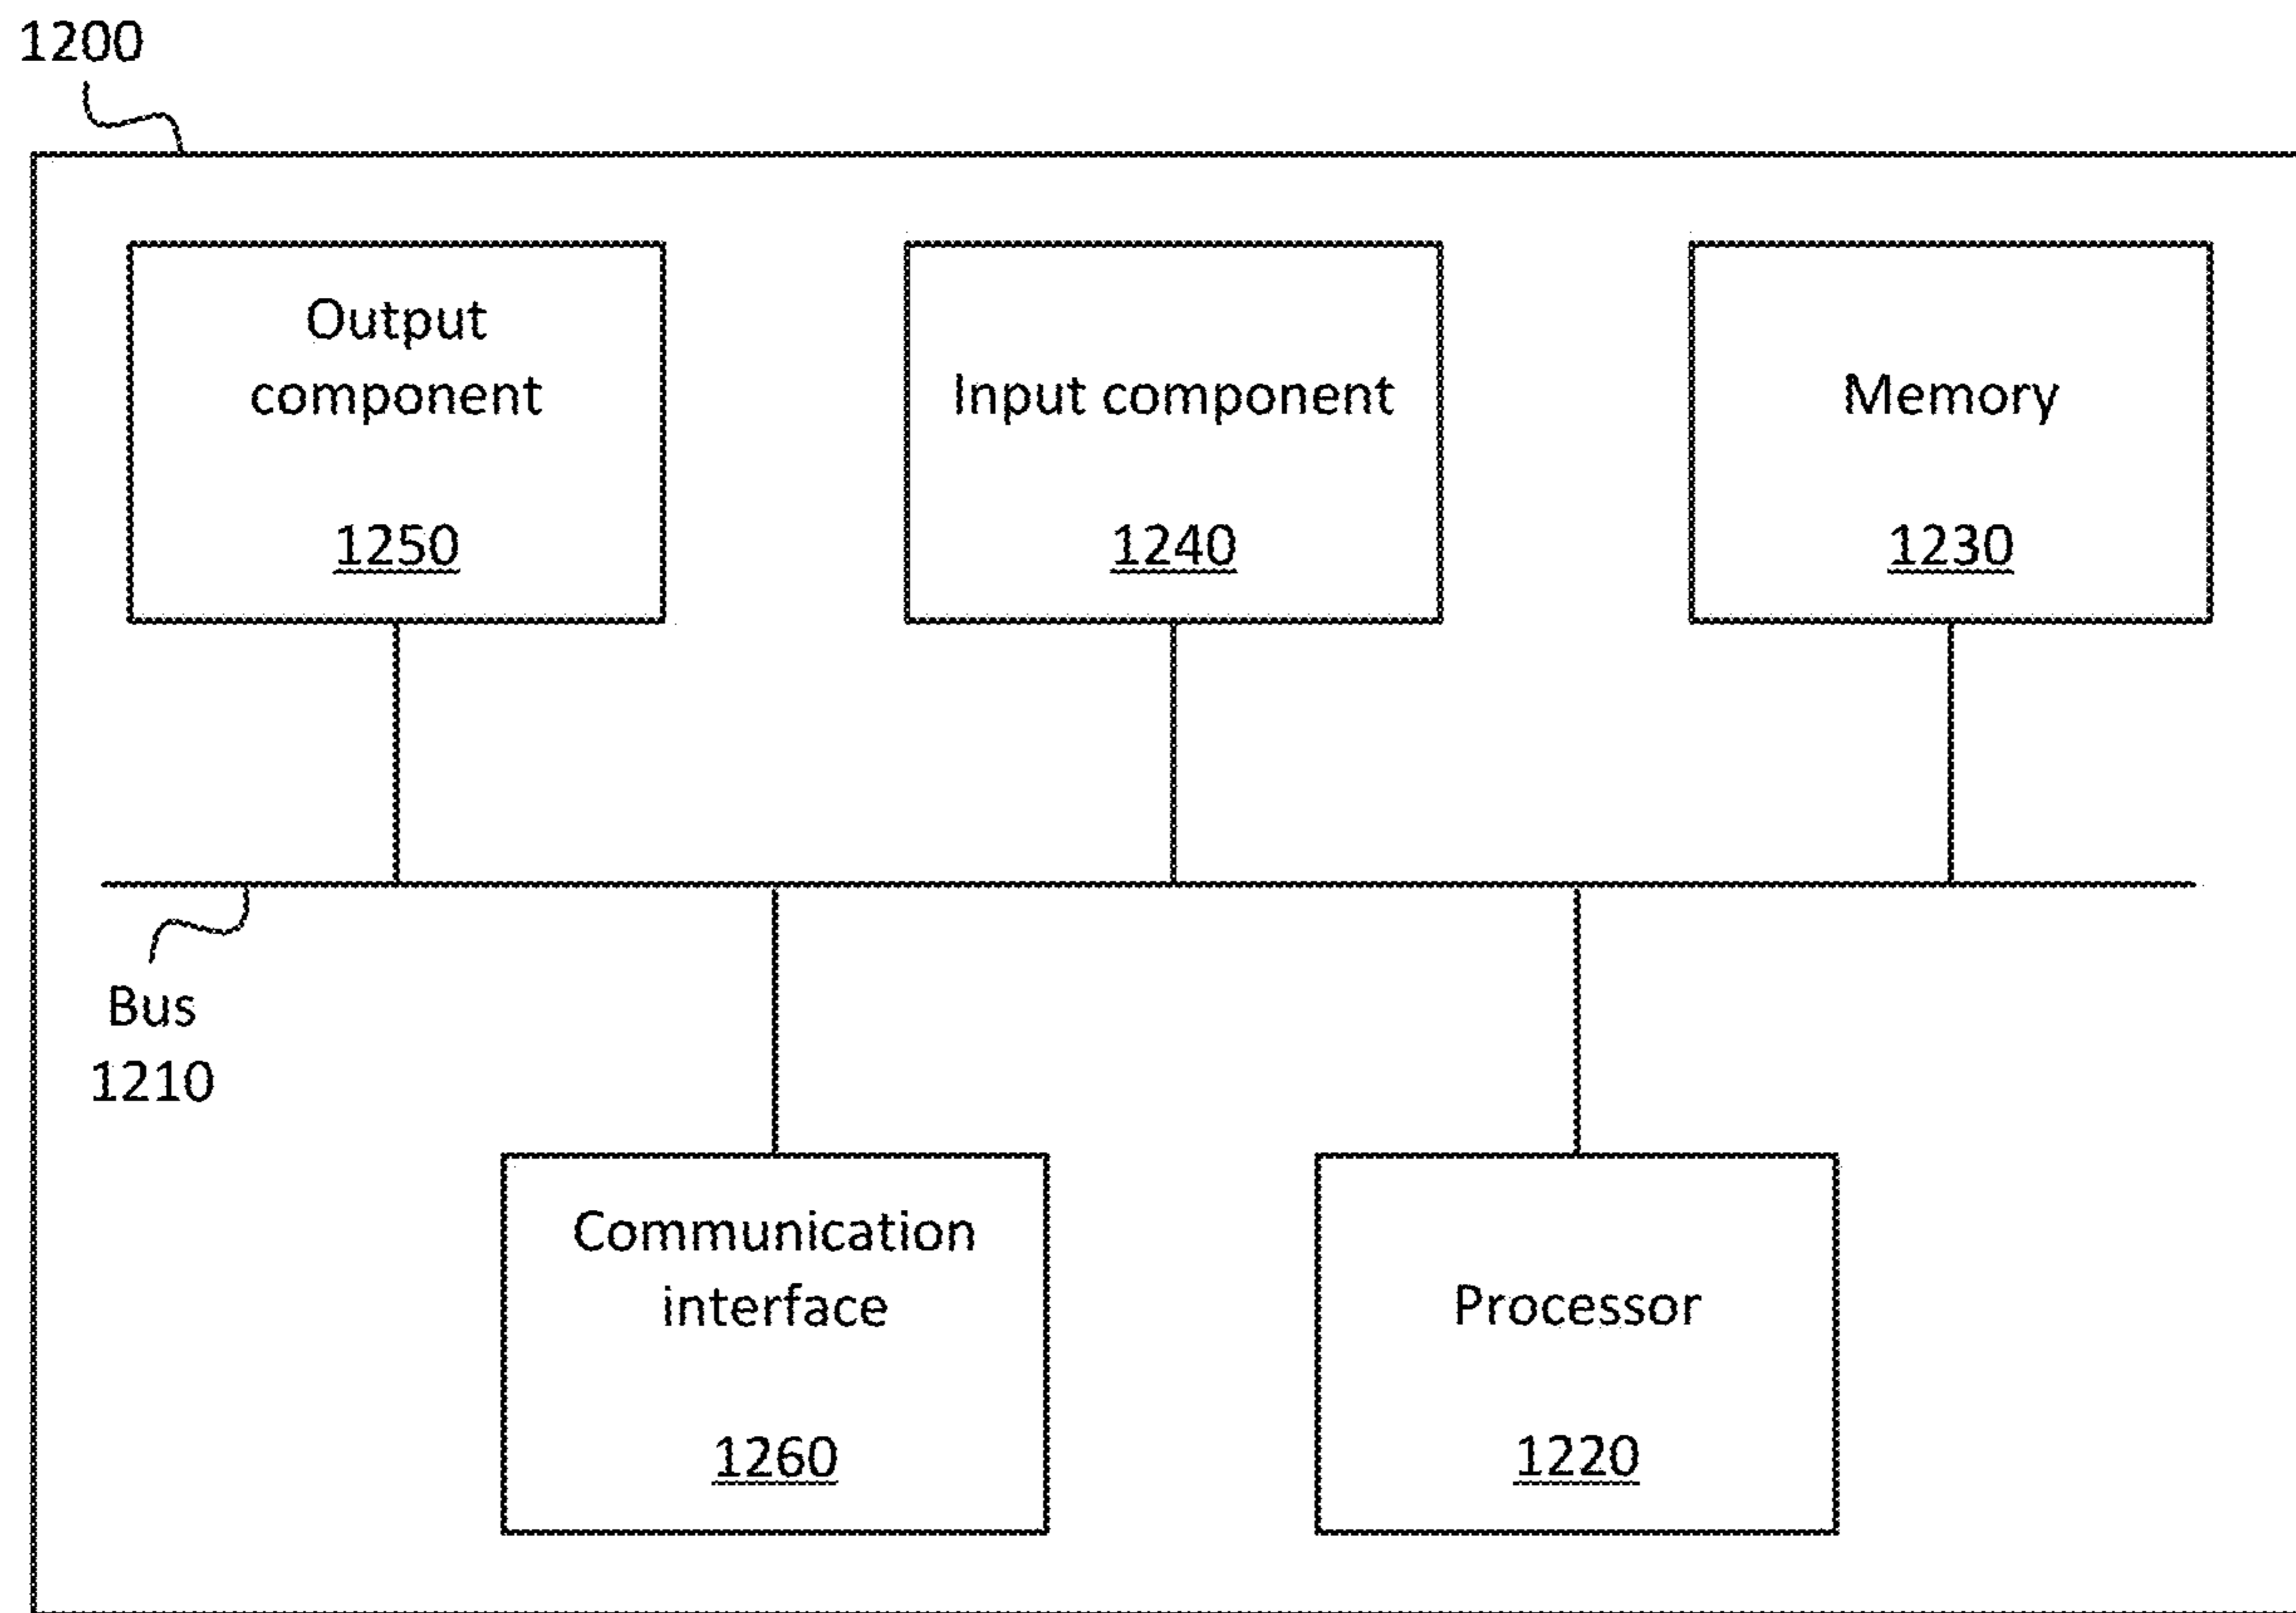 1200
Output
component
1250
Input component
1240
Memory
1230
Bus
1210
Communication
interface
1260
Processor
1220